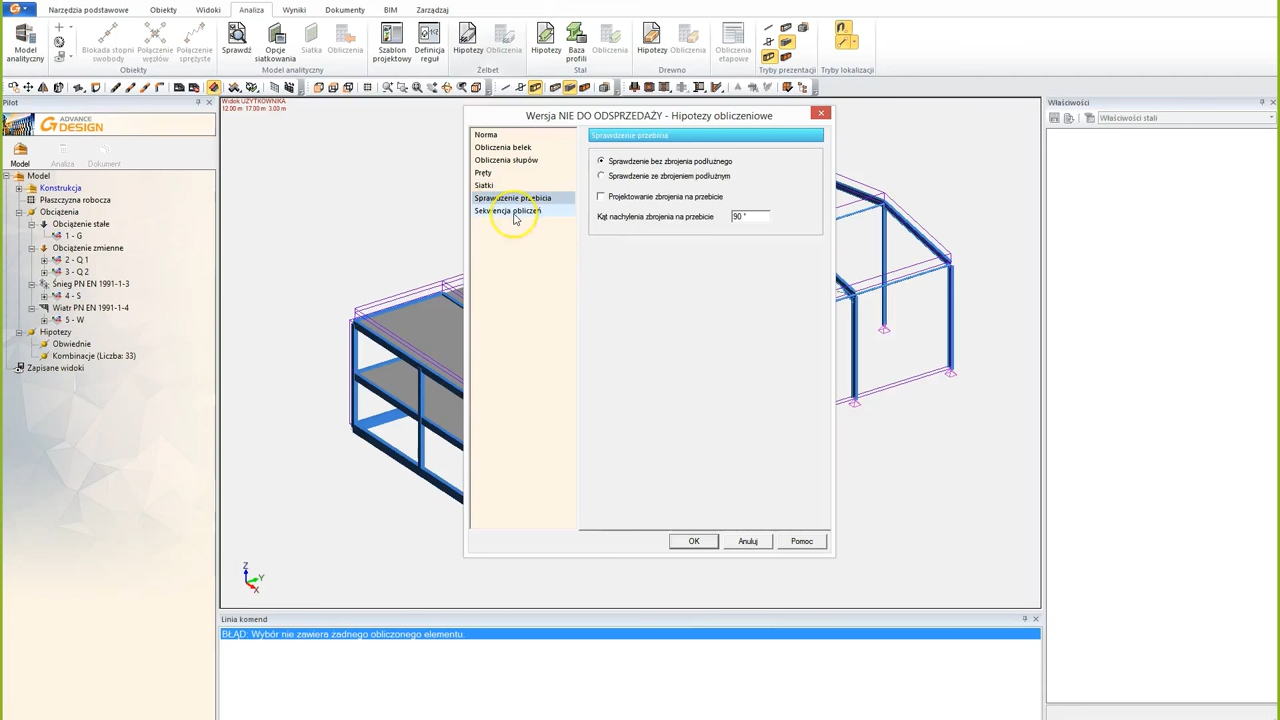 Narzędzia podstawowe
Obiekty
Widoki
Analiza
Wyniki
Dokumenty
BIM
Zarządzaj
Model analityczny
Blokada stopni swobody
Połączenie węzłów
Połączenie sprężyste
Obiekty
Sprawdź
Opcje siatkowania
Siatka
Obliczenia
Model analityczny
Szablon projektowy
Definicja reguł
Hipotezy
Obliczenia
Żelbet
Hipotezy
Baza profili
Obliczenia
Stal
Hipotezy
Obliczenia
Drewno
Obliczenia etapowe
Tryby prezentacji
Tryby lokalizacji
Pilot
ADVANCE DESIGN
Model
Analiza
Dokument
Model
Konstrukcja
Płaszczyzna robocza
Obciążenia
Obciążenie stałe
1 - G
Obciążenie zmienne
2 - Q 1
3 - Q 2
Śnieg PN EN 1991-1-3
4 - S
Wiatr PN EN 1991-1-4
5 - W
Hipotezy
Obwiednie
Kombinacje (Liczba: 33)
Zapisane widoki
Widok UŻYTKOWNIKA
12.00 m 17.00 m 3.00 m
Wersja NIE DO ODSPRZEDAŻY - Hipotezy obliczeniowe
Norma
Obliczenia belek
Obliczenia słupów
Pręty
Siatki
Sprawdzenie przebicia
Sekwencja obliczeń
Sprawdzenie przebicia
Sprawdzenie bez zbrojenia podłużnego
Sprawdzenie ze zbrojeniem podłużnym
Projektowanie zbrojenia na przebicie
Kąt nachylenia zbrojenia na przebicie
90 °
OK
Anuluj
Pomoc
Z
Y
X
Linia komend
BŁĄD: Wybór nie zawiera żadnego obliczonego elementu.
Właściwości
Właściwości stali